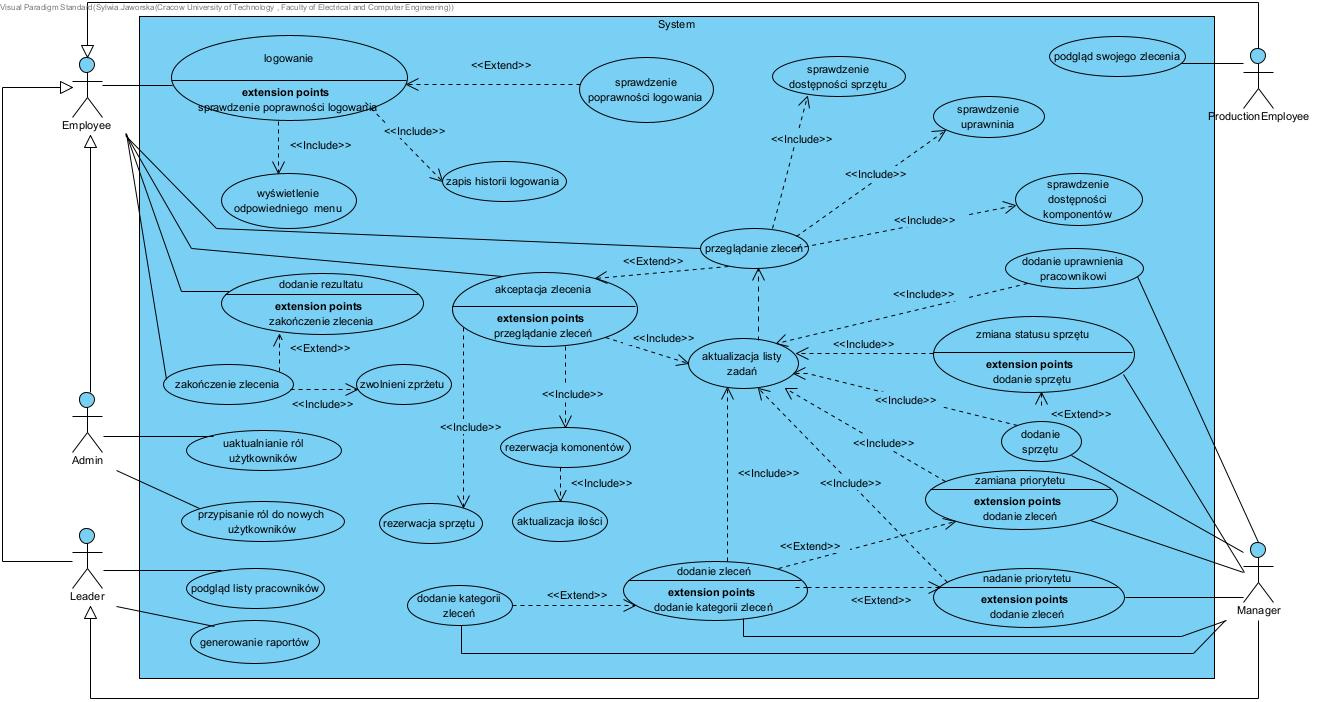 Visual Paradigm Standard(Sylwia.Jaworska(Cracow University of Technology , Faculty of Electrical and Computer Engineering))
System
logowanie
extension points
sprawdzenie poprawności logowania
<<Extend>>
sprawdzenie
poprawności logowania
sprawdzenie
dostępności sprzętu
podgląd swojego zlecenia
ProductionEmployee
Employee
<<Include>>
<<Include>>
wyświetlenie
odpowiedniego menu
zapis historii logowania
<<Include>>
sprawdzenie
uprawninia
<<Include>>
sprawdzenie
dostępności
komponentów
<<Include>>
przeglądanie zleceń
<<Extend>>
dodanie uprawnienia
pracownikowi
<<Include>>
dodanie rezultatu
extension points
zakończenie zlecenia
akceptacja zlecenia
extension points
przeglądanie zleceń
<<Include>>
aktualizacja listy
zadań
<<Include>>
zmiana statusu sprzętu
extension points
dodanie sprzętu
<<Extend>>
zakończenie zlecenia
<<Include>>
zwolnieni zprżetu
<<Include>>
<<Include>>
<<Include>>
<<Extend>>
dodanie
sprzętu
Admin
uaktualnianie ról
użytkowników
rezerwacja komonentów
<<Include>>
<<Include>>
<<Include>>
<<Include>>
zamiana priorytetu
extension points
dodanie zleceń
przypisanie ról do nowych
użytkowników
rezerwacja sprzętu
aktualizacja ilości
<<Extend>>
Leader
podgląd listy pracowników
generowanie raportów
dodanie kategorii
zleceń
<<Extend>>
dodanie zleceń
extension points
dodanie kategorii zleceń
<<Extend>>
nadanie priorytetu
extension points
dodanie zleceń
Manager